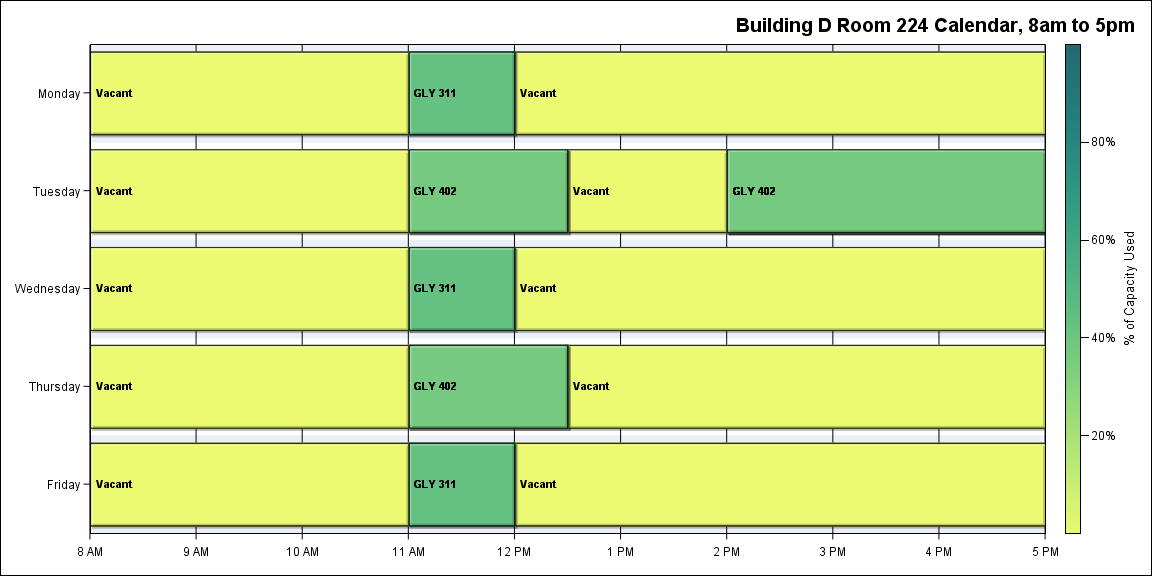 Building D Room 224 Calendar, 8am to 5pm
Monday
Vacant
GLY 311
Vacant
Tuesday
Vacant
GLY 402
Vacant
GLY 402
Wednesday
Vacant
GLY 311
Vacant
Thursday
Vacant
GLY 402
Vacant
Friday
Vacant
GLY 311
Vacant
8 AM
9 AM
10 AM
11 AM
12 PM
1 PM
2 PM
3 PM
4 PM
5 PM
80%
60%
40%
20%
% of Capacity Used